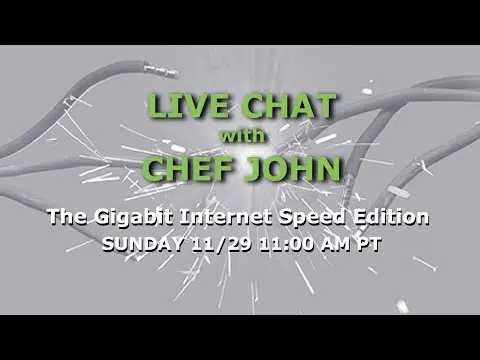 LIVE CHAT
with
CHEF JOHN
The Gigabit Internet Speed Edition
SUNDAY 11/29 11:00 AM PT